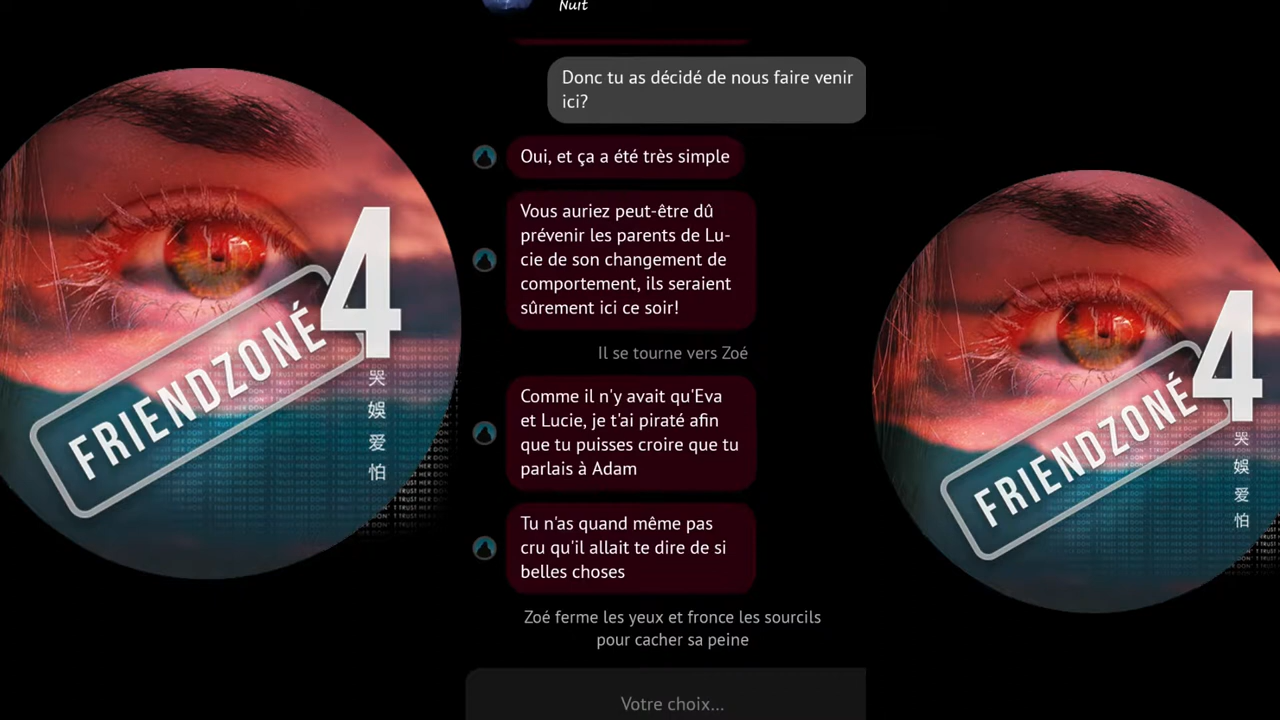 Nuit
Donc tu as décidé de nous faire venir
ici?
Oui, et ça a été très simple
Vous auriez peut-être dû
prévenir les parents de Lu-
cie de son changement de
comportement, ils seraient
sûrement ici ce soir!
Il se tourne vers Zoé
Comme il n'y avait qu'Eva
et Lucie, je t'ai piraté afin
que tu puisses croire que tu
parlais à Adam
Tu n'as quand même pas
cru qu'il allait te dire de si
belles choses
Zoé ferme les yeux et fronce les sourcils
pour cacher sa peine
Votre choix...
FRIENDZONÉ
4
哭
娛
爱
怕
FRIENDZONÉ
4
哭
娛
爱
怕